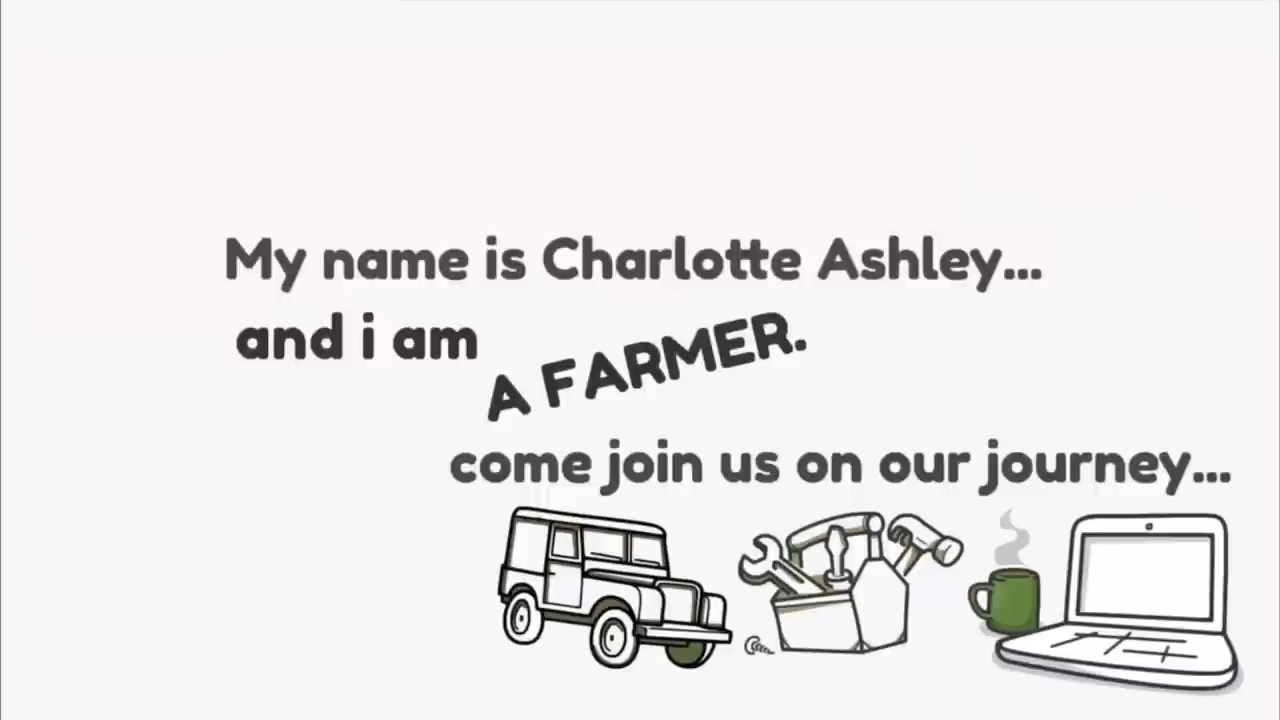 My name is Charlotte Ashley...
and i am
A FARMER.
come join us on our journey...